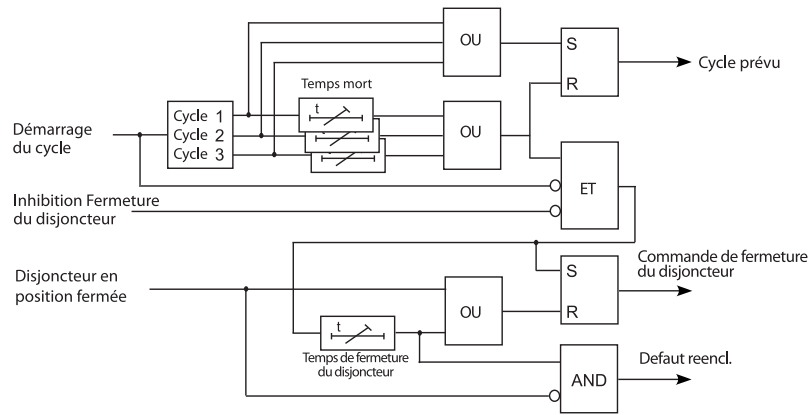 OU
S
R
Cycle prévu
Temps mort
t
Cycle 1
Cycle 2
Cycle 3
OU
Démarrage
du cycle
ET
Inhibition Fermeture
du disjoncteur
Commande de fermeture
du disjoncteur
S
R
Disjoncteur en
position fermée
OU
t
Temps de fermeture
du disjoncteur
AND
Defaut reencl.